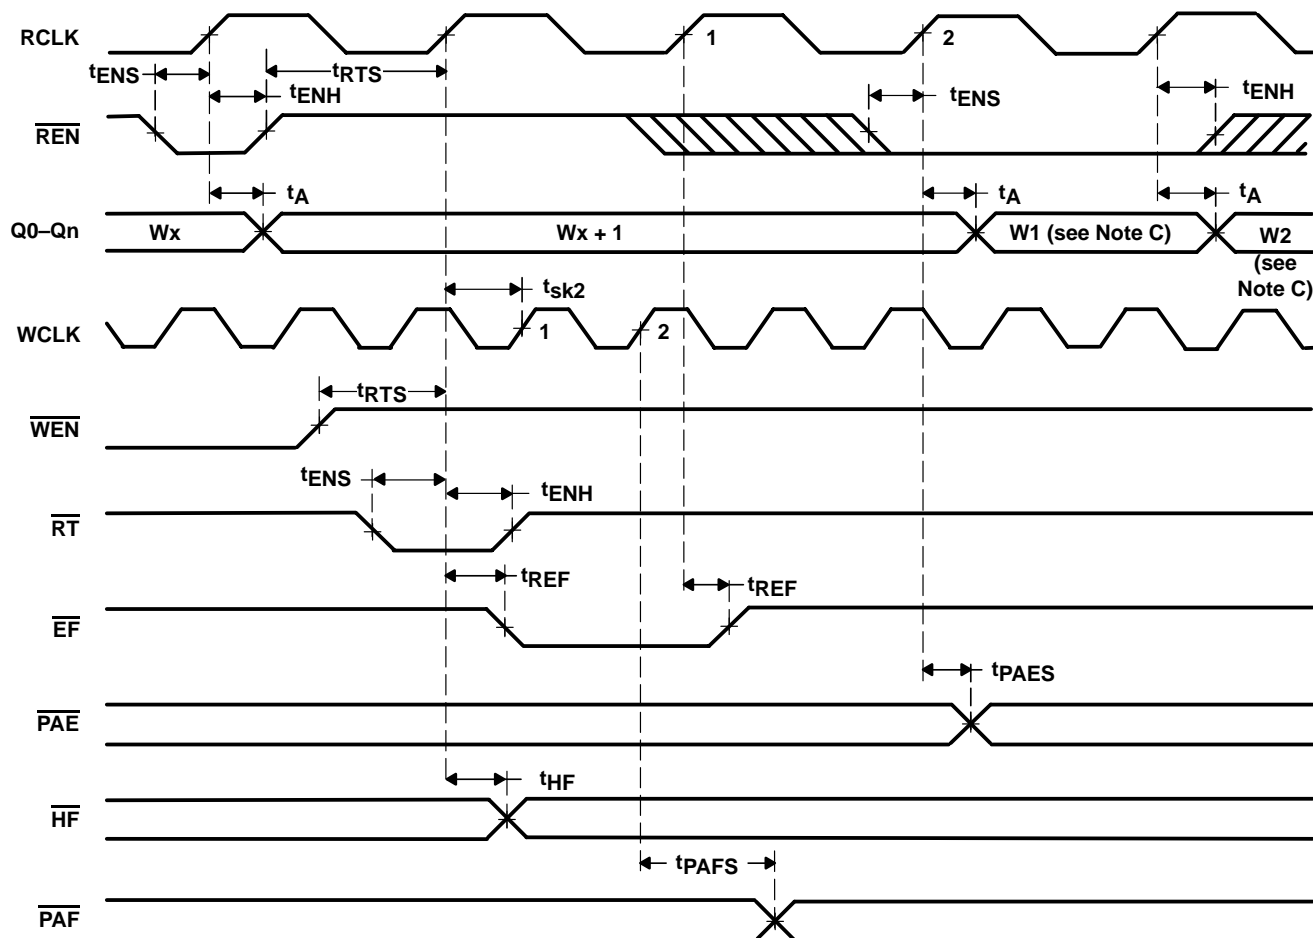 RCLK
1
2
tENS
tRTS
tENH
tENS
tENH
REN
tA
tA
tA
Q0–Qn
Wx
Wx + 1
W1 (see Note C)
W2
(see
Note C)
tsk2
WCLK
1
2
tRTS
WEN
tENS
tENH
RT
tREF
tREF
EF
tPAES
PAE
tHF
HF
tPAFS
PAF